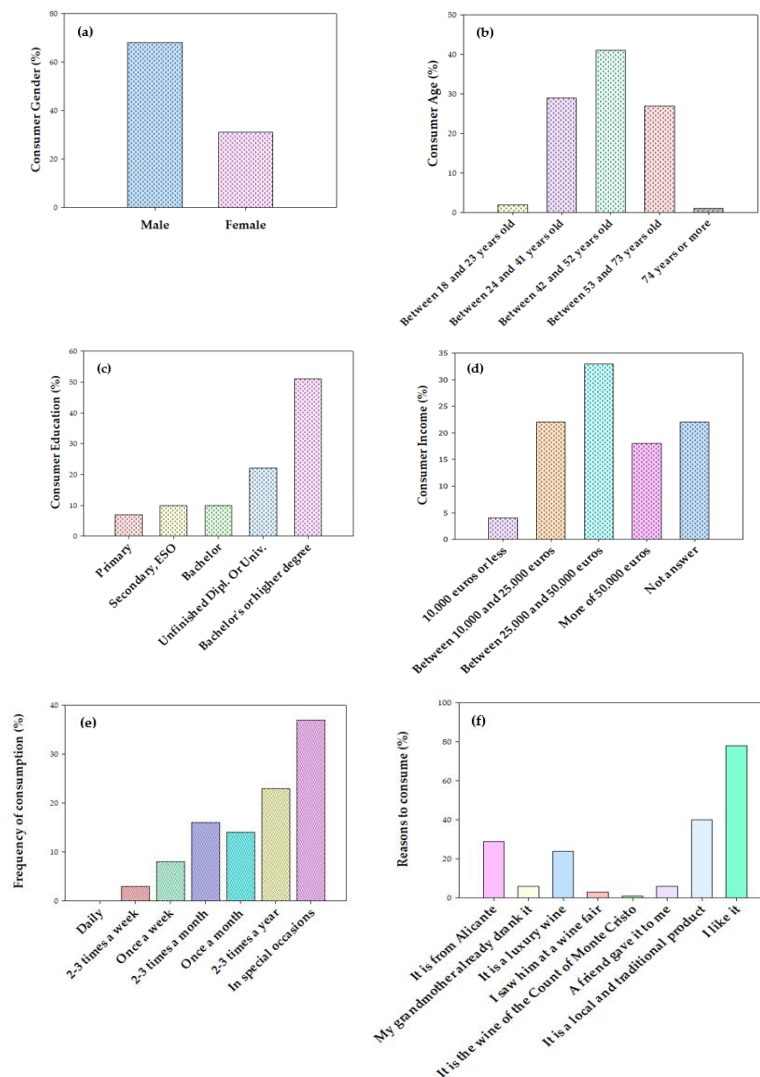 (a)
Consumer Gender (%)
80
60
40
20
0
Male
Female
(b)
Consumer Age (%)
50
40
30
20
10
0
Between 18 and 23 years old
Between 24 and 41 years old
Between 42 and 52 years old
Between 53 and 73 years old
74 years or more
(c)
Consumer Education (%)
60
50
40
30
20
10
0
Primary
Secondary, ESO
Bachelor
Unfinished Dipl. Or Univ.
Bachelor's or higher degree
(d)
Consumer Income (%)
35
30
25
20
15
10
5
0
10.000 euros or less
Between 10.000 and 25.000 euros
Between 25.000 and 50.000 euros
More of 50.000 euros
Not answer
(e)
Frequency of consumption (%)
40
30
20
10
0
Daily
2-3 times a week
Once a week
2-3 times a month
Once a month
2-3 times a year
In special occasions
(f)
Reasons to consume (%)
100
80
60
40
20
0
It is from Alicante
My grandmother already drank it
It is a luxury wine
I saw him at a wine fair
It is the wine of the Count of Monte Cristo
A friend gave it to me
It is a local and traditional product
I like it